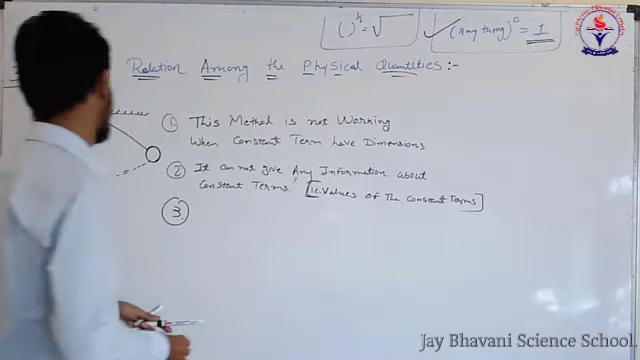 ( )^½ = √
✓ (Any thing)^0 = 1
Relation Among the Physical Quantities :-
① This Method is not Working
When Constant Term have Dimensions
② It can not give Any Information about
Constant Terms. [i.e. Values of The Constant Terms]
③
Jay Bhavani Science School.